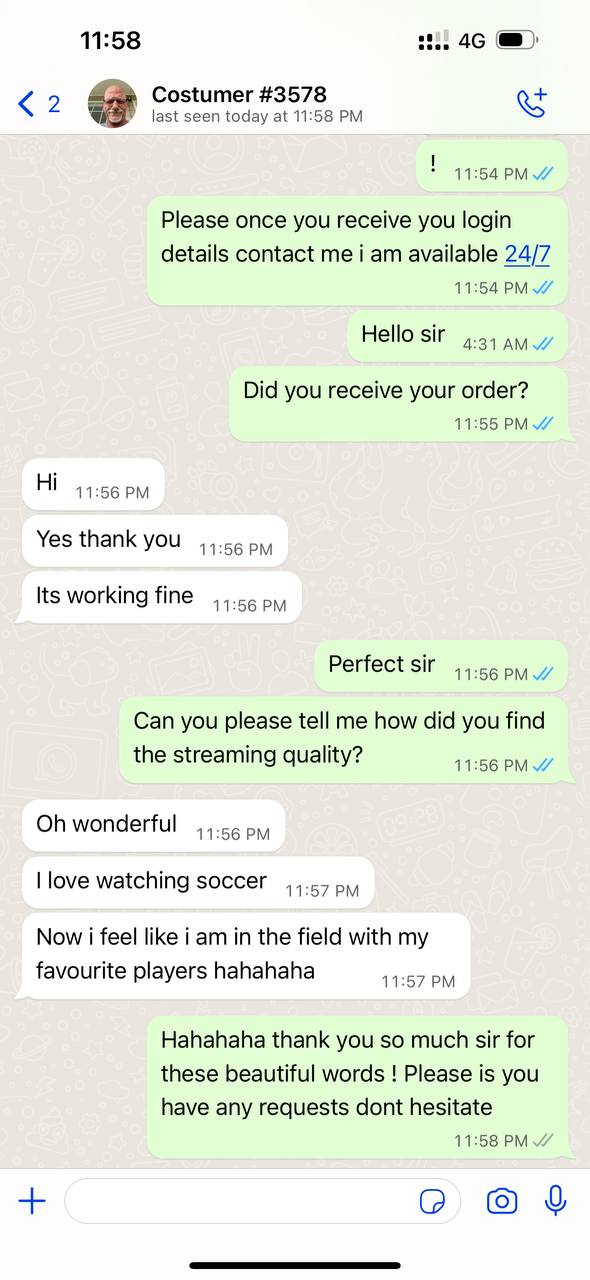 11:58
4G
2
Costumer #3578
last seen today at 11:58 PM
!
11:54 PM
Please once you receive you login
details contact me i am available 24/7
11:54 PM
Hello sir
4:31 AM
Did you receive your order?
11:55 PM
Hi
11:56 PM
Yes thank you
11:56 PM
Its working fine
11:56 PM
Perfect sir
11:56 PM
Can you please tell me how did you find
the streaming quality?
11:56 PM
Oh wonderful
11:56 PM
I love watching soccer
11:57 PM
Now i feel like i am in the field with my
favourite players hahahaha
11:57 PM
Hahahaha thank you so much sir for
these beautiful words ! Please is you
have any requests dont hesitate
11:58 PM